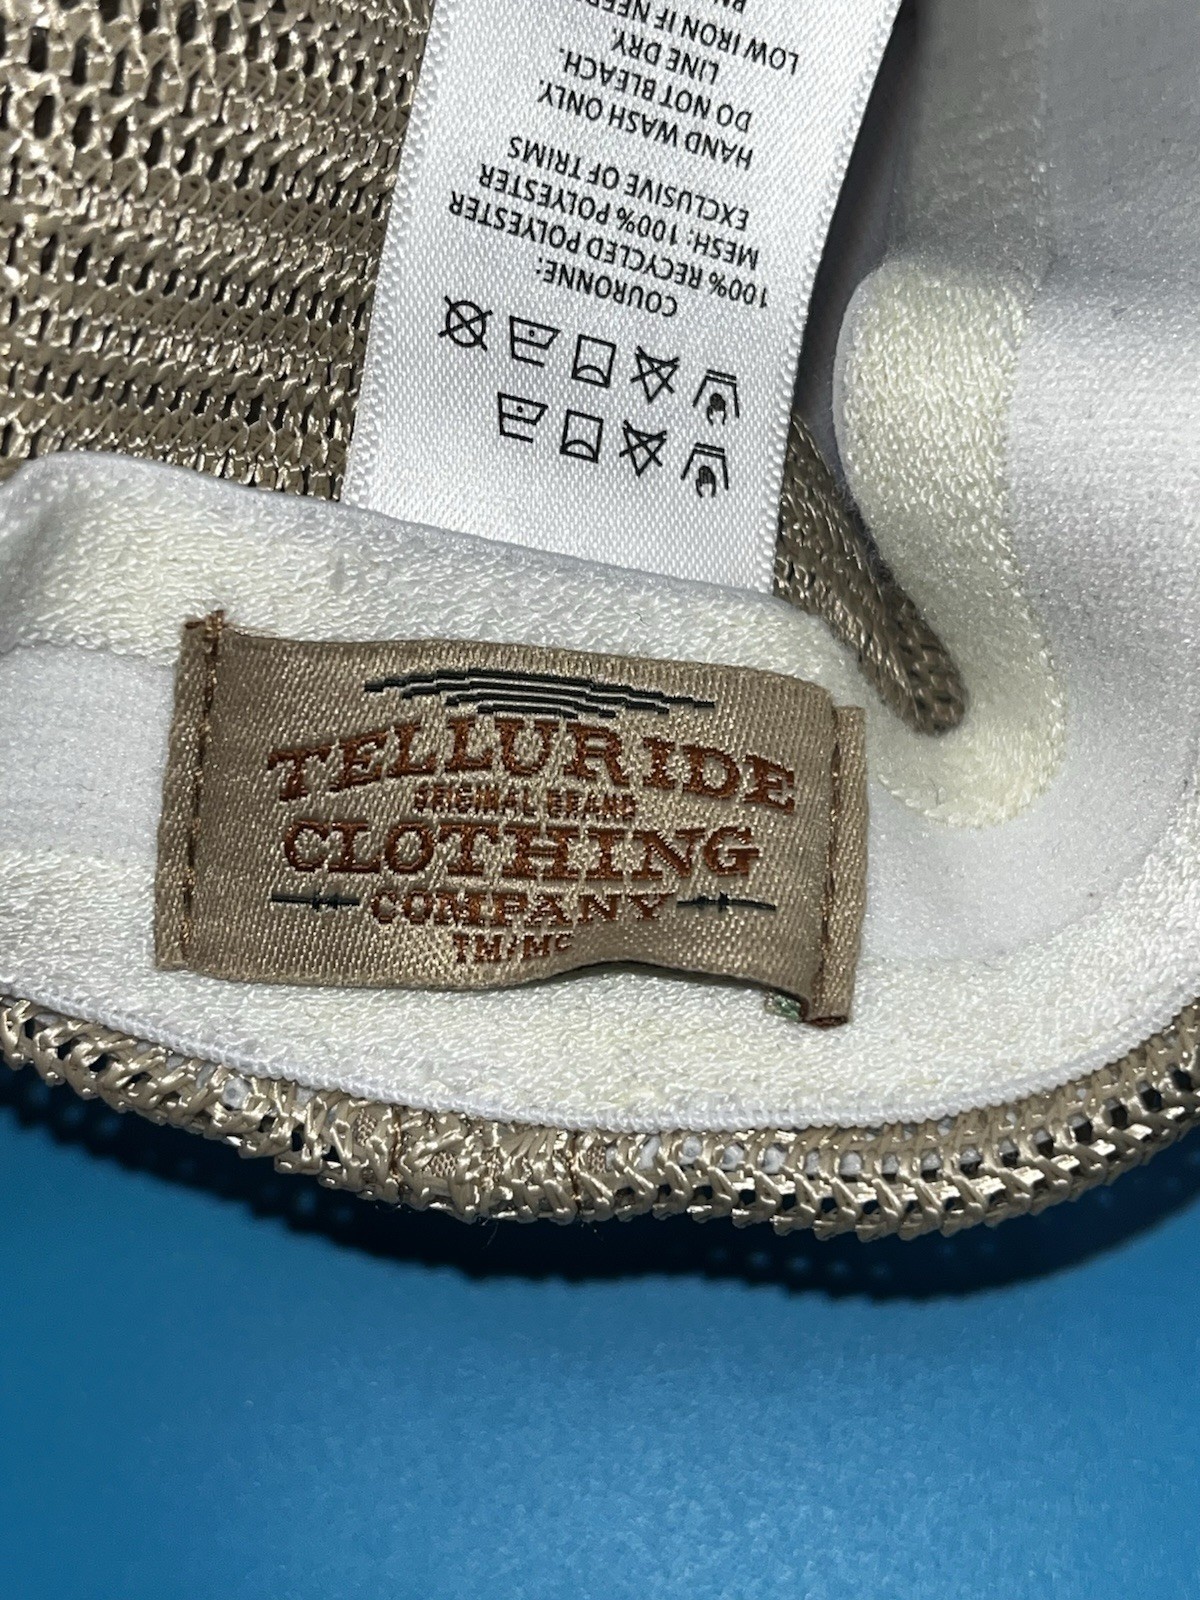 COURONNE:
100% RECYCLED POLYESTER
MESH: 100% POLYESTER
EXCLUSIVE OF TRIMS
HAND WASH ONLY.
DO NOT BLEACH.
LINE DRY.
LOW IRON IF NEED
TELLURIDE
ORIGINAL BRAND
CLOTHING
COMPANY
TM/MC